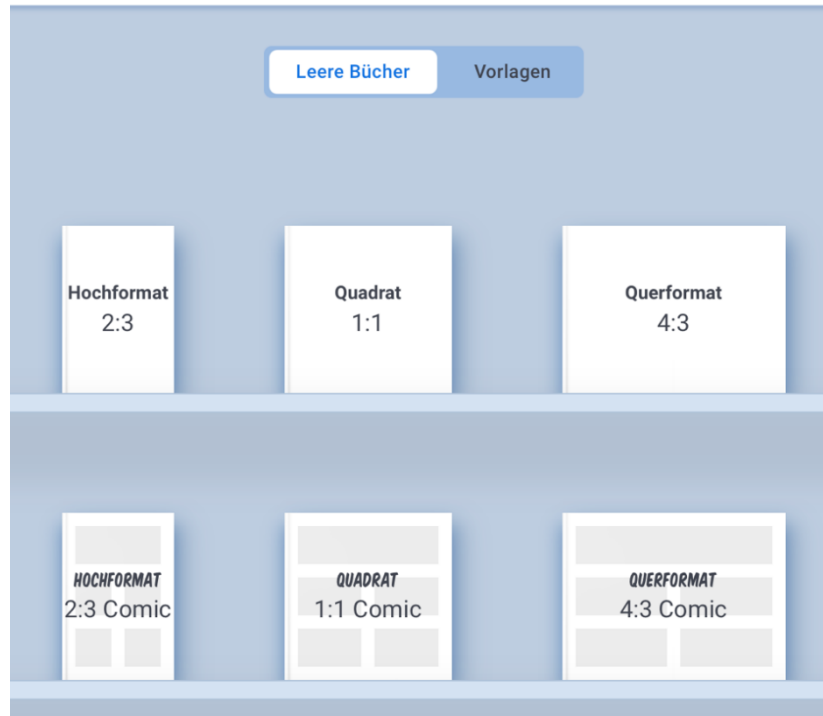 Leere Bücher
Vorlagen
Hochformat
2:3
Quadrat
1:1
Querformat
4:3
HOCHFORMAT
2:3 Comic
QUADRAT
1:1 Comic
QUERFORMAT
4:3 Comic